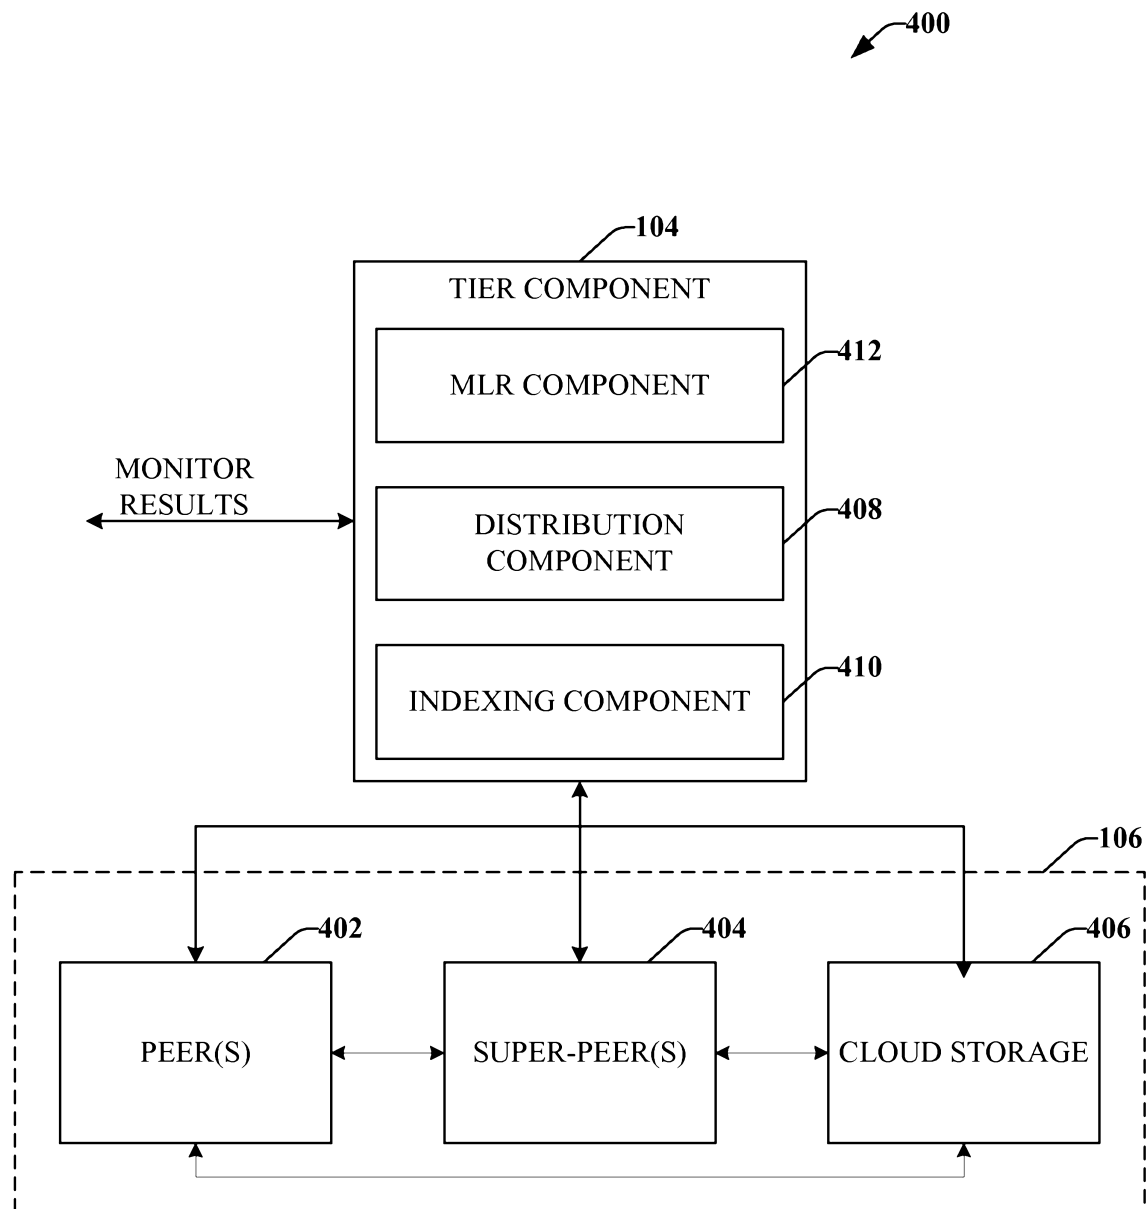 400
104
TIER COMPONENT
412
MLR COMPONENT
MONITOR
RESULTS
408
DISTRIBUTION
COMPONENT
410
INDEXING COMPONENT
106
402
404
406
PEER(S)
SUPER-PEER(S)
CLOUD STORAGE